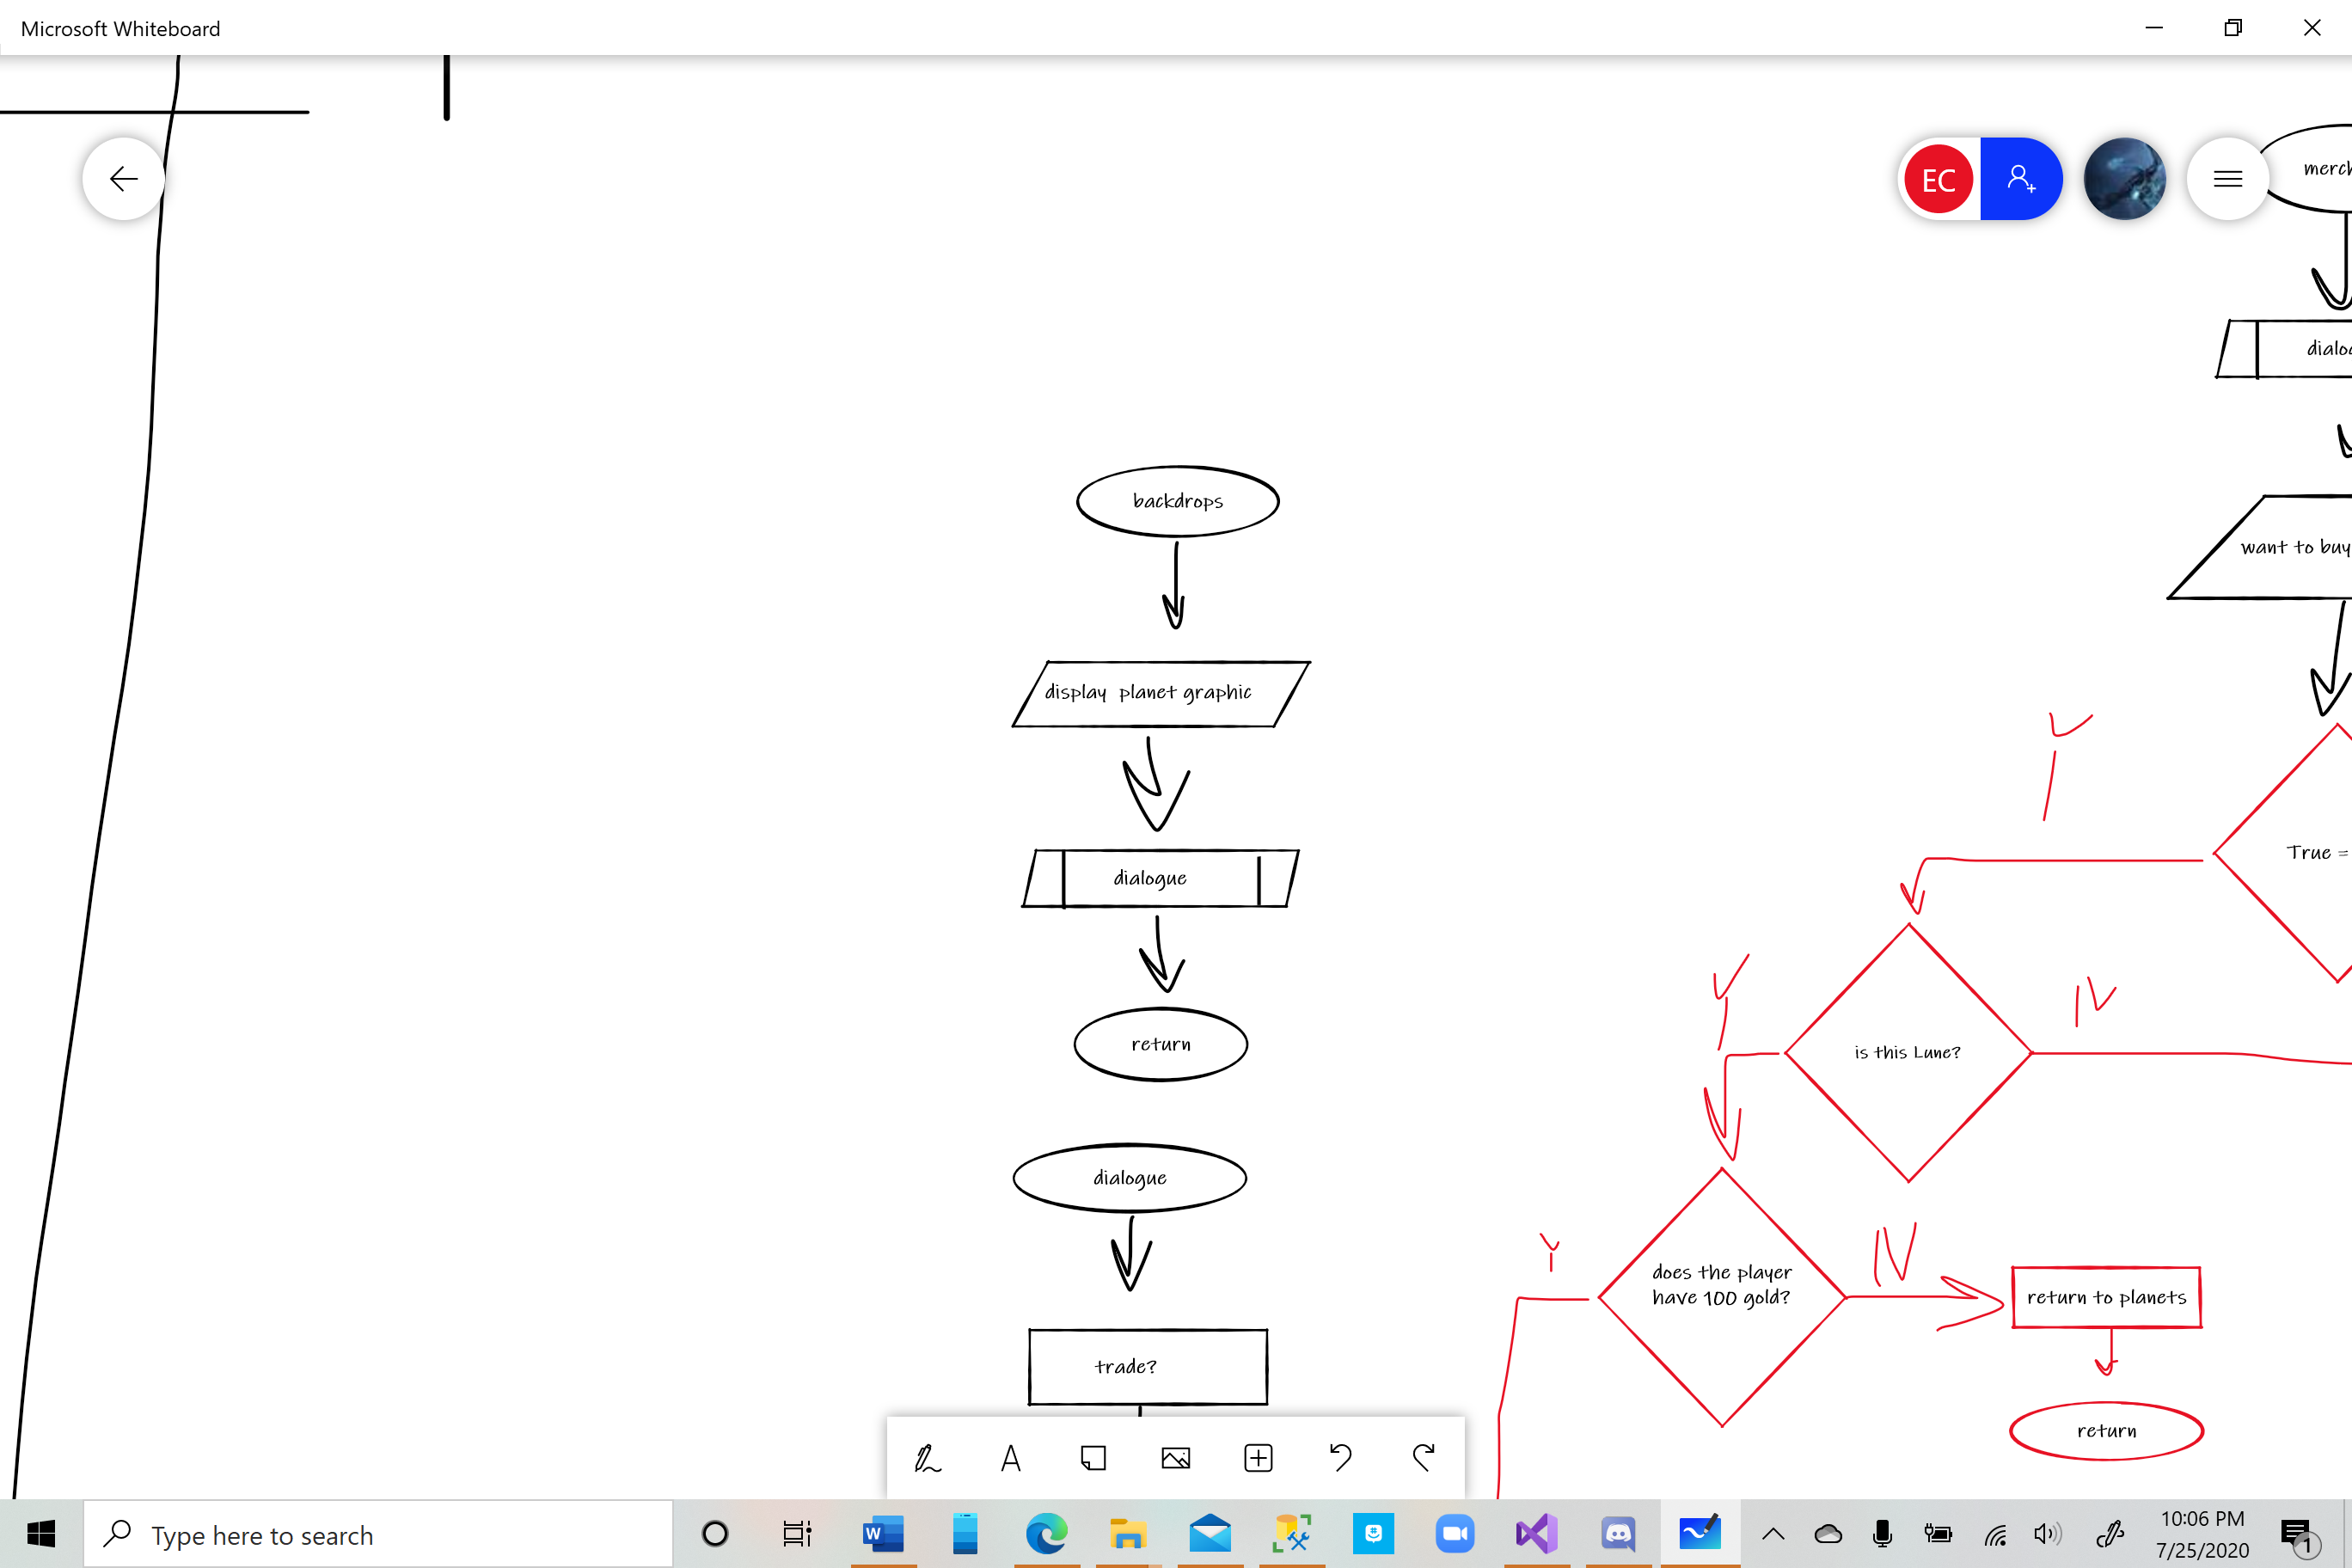 Microsoft Whiteboard
EC
merch
dialog
want to buy
True =
Y
backdrops
display planet graphic
dialogue
return
dialogue
trade?
Y
is this Lune?
N
Y
does the player
have 100 gold?
N
return to planets
return
Type here to search
10:06 PM
7/25/2020
1